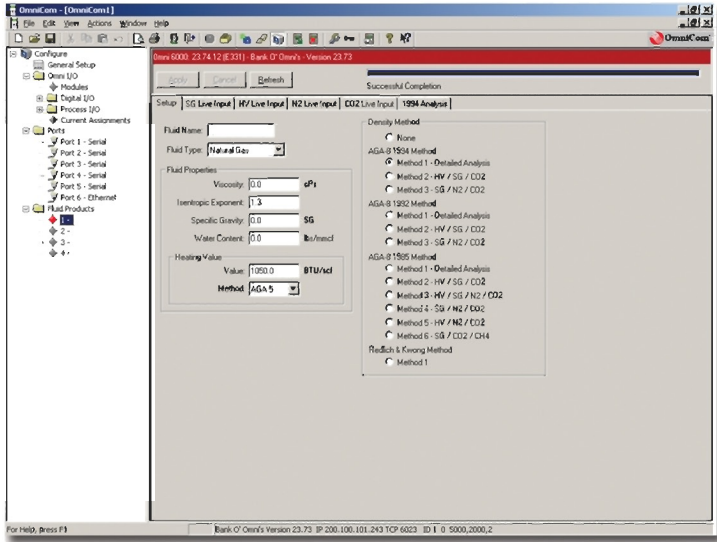 OmniCom - [OmniCom1]
File Edit View Actions Window Help
OmniCom
Configure
General Setup
Omni I/O
Modules
Digital I/O
Process I/O
Current Assignments
Ports
Port 1 - Serial
Port 2 - Serial
Port 3 - Serial
Port 4 - Serial
Port 5 - Serial
Port 6 - Ethernet
Fluid Products
1 -
2 -
3 -
4 -
Omni 6000: 23.74.12 (E331) - Bank O' Omni's - Version 23.73
Apply Cancel Refresh
Successful Completion
Setup SG Live Input HV Live Input N2 Live Input CO2 Live Input 1994 Analysis
Fluid Name:
Fluid Type: Natural Gas
Fluid Properties
Viscosity: 0.0 cPs
Isentropic Exponent: 1.3
Specific Gravity: 0.0 SG
Water Content: 0.0 lbs/mmcf
Heating Value
Value: 1050.0 BTU/scf
Method: AGA 5
Density Method
None
AGA-8 1994 Method
Method 1 - Detailed Analysis
Method 2 - HV / SG / CO2
Method 3 - SG / N2 / CO2
AGA-8 1992 Method
Method 1 - Detailed Analysis
Method 2 - HV / SG / CO2
Method 3 - SG / N2 / CO2
AGA-8 1985 Method
Method 1 - Detailed Analysis
Method 2 - HV / SG / CO2
Method 3 - HV / SG / N2 / CO2
Method 4 - SG / N2 / CO2
Method 5 - HV / N2 / CO2
Method 6 - SG / CO2 / CH4
Redlich & Kwong Method
Method 1
For Help, press F1
Bank O' Omni's Version 23.73 IP 200.100.101.243 TCP 6023 ID 1 0 5000,2000,2